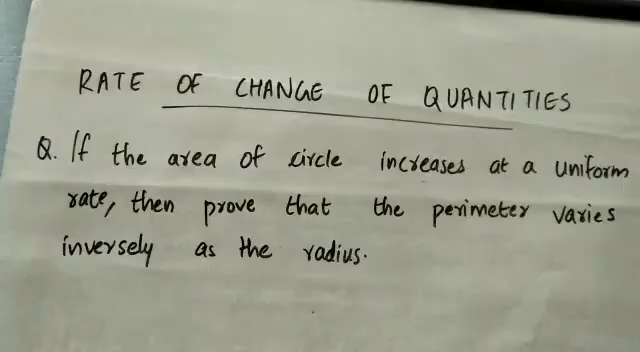 RATE OF CHANGE OF QUANTITIES
Q. If the area of circle increases at a uniform
rate, then prove that the perimeter varies
inversely as the radius.